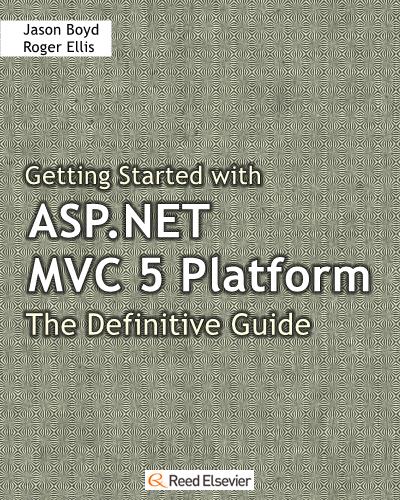 Jason Boyd
Roger Ellis
Getting Started with
ASP.NET
MVC 5 Platform
The Definitive Guide
Reed Elsevier